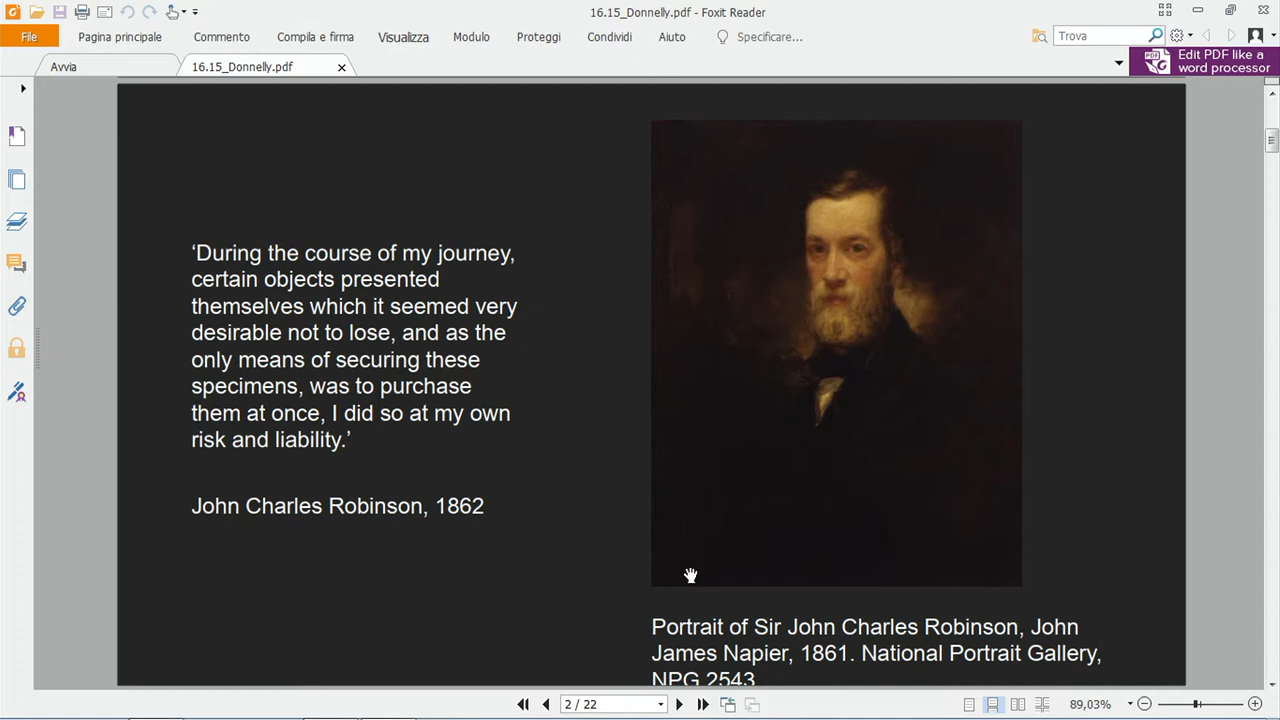 16.15_Donnelly.pdf - Foxit Reader
File Pagina principale Commento Compila e firma Visualizza Modulo Proteggi Condividi Aiuto Specificare... Trova
Avvia 16.15_Donnelly.pdf
Edit PDF like a
word processor
‘During the course of my journey,
certain objects presented
themselves which it seemed very
desirable not to lose, and as the
only means of securing these
specimens, was to purchase
them at once, I did so at my own
risk and liability.’
John Charles Robinson, 1862
Portrait of Sir John Charles Robinson, John
James Napier, 1861. National Portrait Gallery,
NPG 2543
2 / 22 89,03%